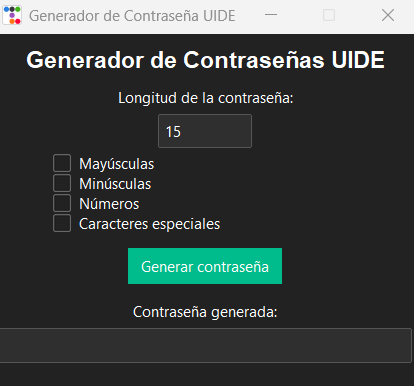 Generador de Contraseña UIDE
Generador de Contraseñas UIDE
Longitud de la contraseña:
15
Mayúsculas
Minúsculas
Números
Caracteres especiales
Generar contraseña
Contraseña generada: